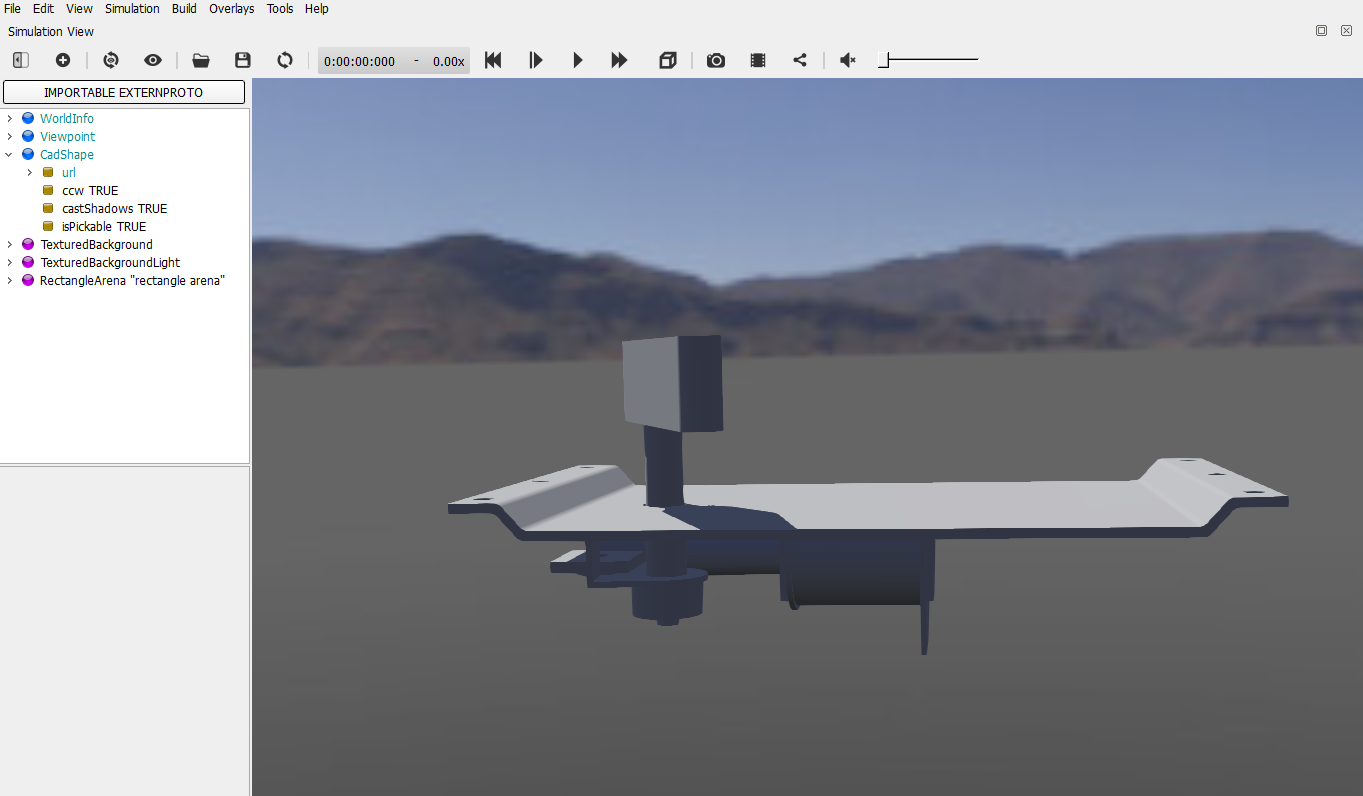 File Edit View Simulation Build Overlays Tools Help
Simulation View
0:00:00:000 - 0.00x
IMPORTABLE EXTERNPROTO
WorldInfo
Viewpoint
CadShape
url
ccw TRUE
castShadows TRUE
isPickable TRUE
TexturedBackground
TexturedBackgroundLight
RectangleArena "rectangle arena"